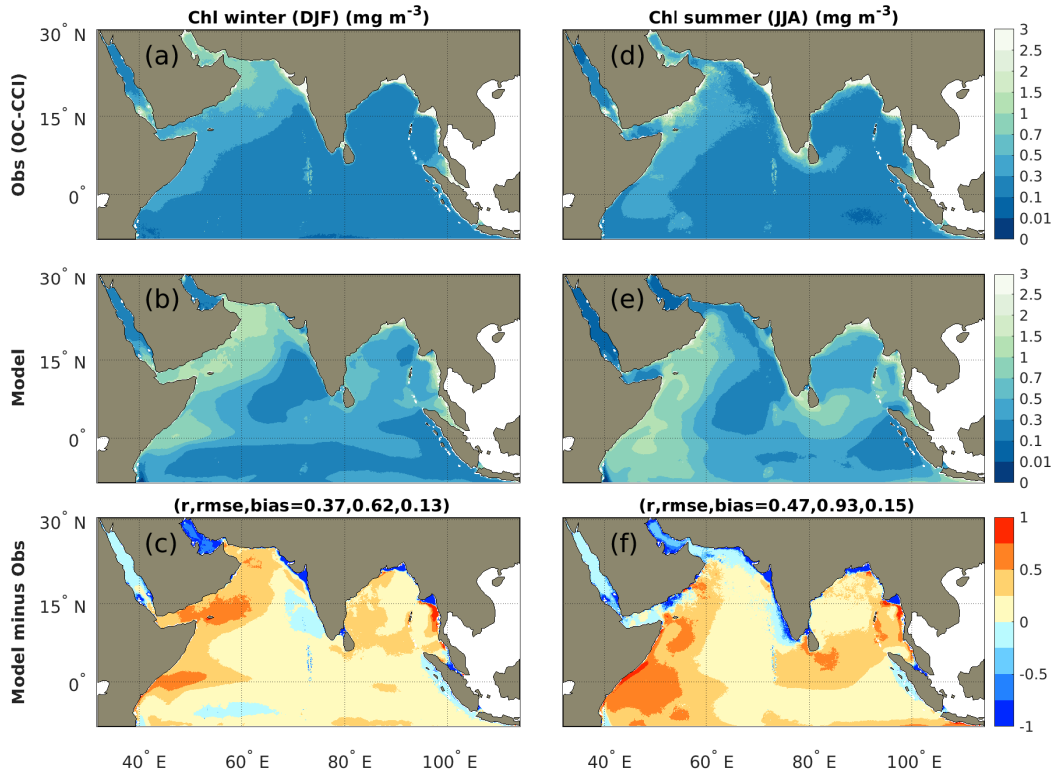 Chl winter (DJF) (mg m⁻³)
Chl summer (JJA) (mg m⁻³)
Obs (OC-CCI)
30° N
15° N
0°
(a)
(d)
3
2.5
2
1.5
1
0.7
0.5
0.3
0.1
0.01
0
Model
30° N
15° N
0°
(b)
(e)
3
2.5
2
1.5
1
0.7
0.5
0.3
0.1
0.01
0
(r,rmse,bias=0.37,0.62,0.13)
(r,rmse,bias=0.47,0.93,0.15)
Model minus Obs
30° N
15° N
0°
(c)
(f)
1
0.5
0
-0.5
-1
40° E
60° E
80° E
100° E
40° E
60° E
80° E
100° E